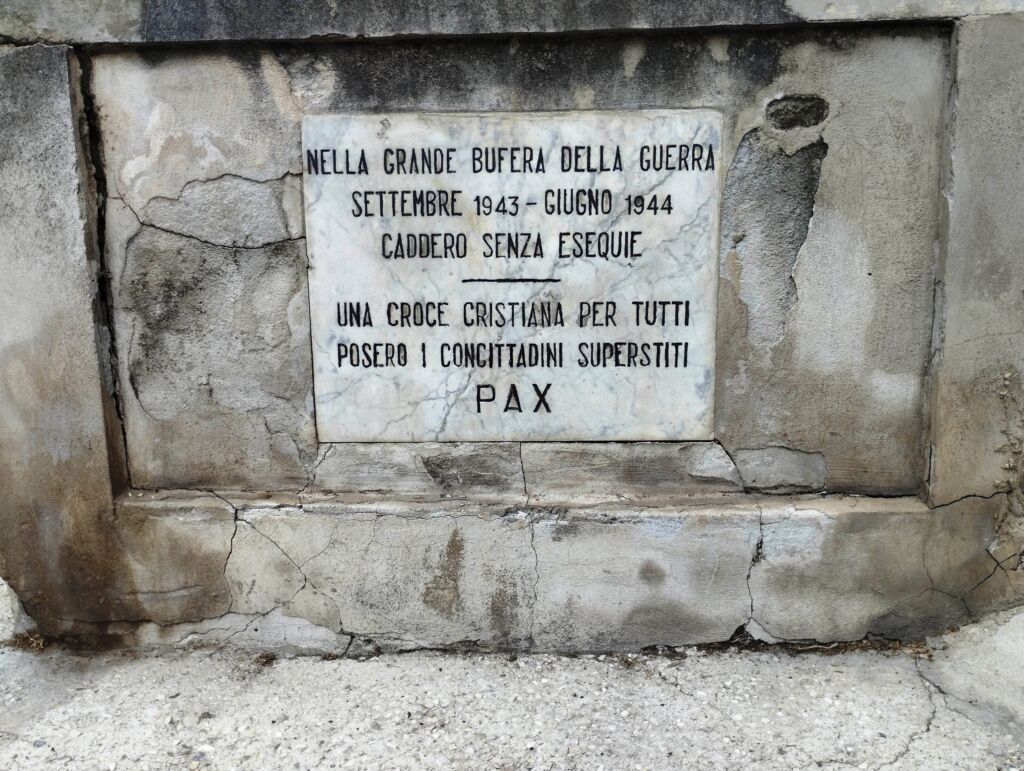 NELLA GRANDE BUFERA DELLA GUERRA
SETTEMBRE 1943 - GIUGNO 1944
CADDERO SENZA ESEQUIE
UNA CROCE CRISTIANA PER TUTTI
POSERO I CONCITTADINI SUPERSTITI
PAX